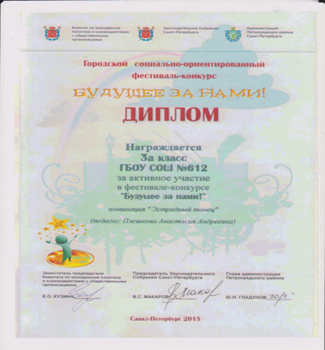 Комитет по молодежной
политике и взаимодействию
с общественными
организациями
Законодательное Собрание
Санкт-Петербурга
Администрация
Петроградского района
Санкт-Петербурга
Городской социально-ориентированный
фестиваль-конкурс
БУДУЩЕЕ ЗА НАМИ!
ДИПЛОМ
Награждается
3а класс
ГБОУ СОШ №612
за активное участие
в фестивале-конкурсе
"Будущее за нами!"
номинация "Эстрадный танец"
(педагог: Плешкова Анастасия Андреевна)
Заместитель председателя
Комитета по молодежной политике
и взаимодействию с общественными
организациями
Председатель Законодательного
Собрания Санкт-Петербурга
Глава администрации
Петроградского района
В.С. МАКАРОВ
Ю.Н. ГЛАДУНОВ
Санкт-Петербург 2015